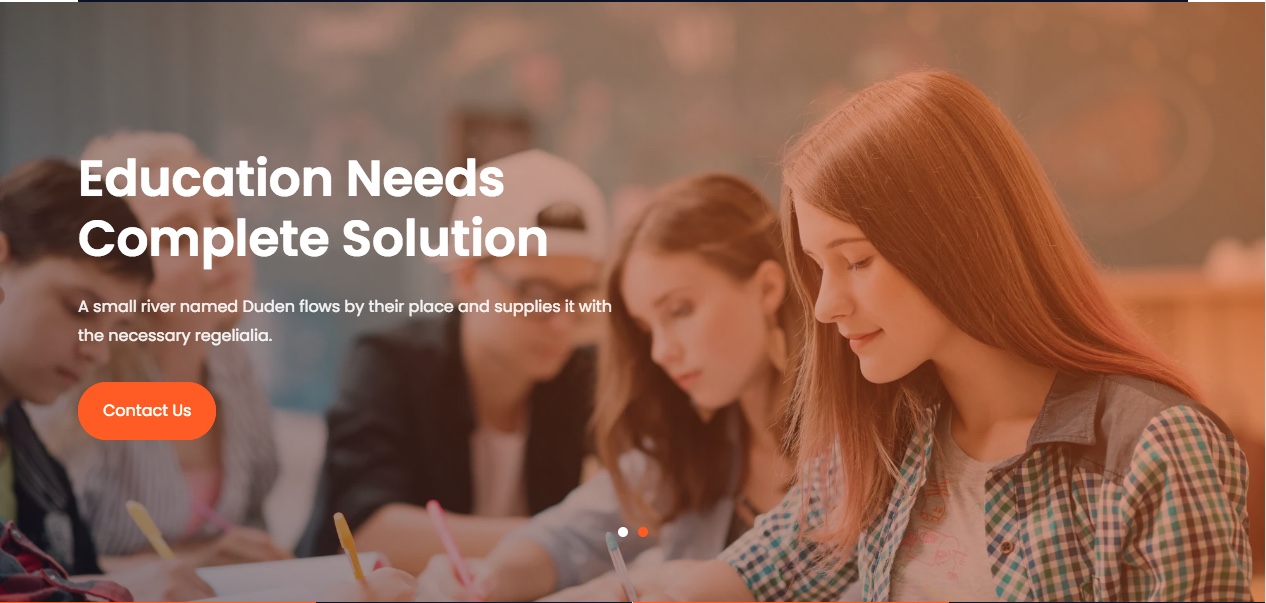 Education Needs
Complete Solution
A small river named Duden flows by their place and supplies it with
the necessary regelialia.
Contact Us